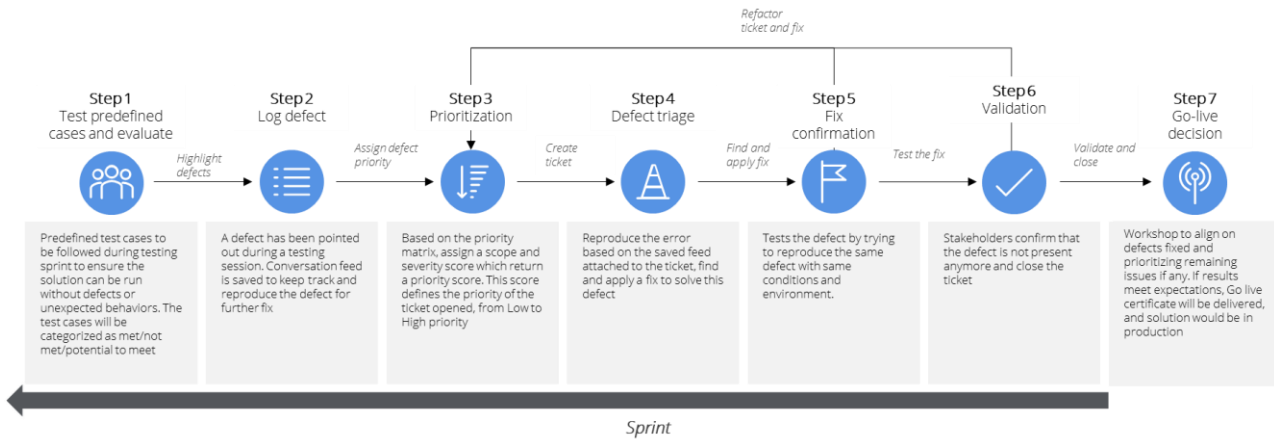 Refactor
ticket and fix
Step 1
Test predefined
cases and evaluate
Highlight
defects
Step 2
Log defect
Assign defect
priority
Step 3
Prioritization
Create
ticket
Step 4
Defect triage
Find and
apply fix
Step 5
Fix
confirmation
Test the fix
Step 6
Validation
Validate and
close
Step 7
Go-live
decision
Predefined test cases to
be followed during testing
sprint to ensure the
solution can be run
without defects or
unexpected behaviors. The
test cases will be
categorized as met/not
met/potential to meet
A defect has been pointed
out during a testing
session. Conversation feed
is saved to keep track and
reproduce the defect for
further fix
Based on the priority
matrix, assign a scope and
severity score which return
a priority score. This score
defines the priority of the
ticket opened, from Low to
High priority
Reproduce the error
based on the saved feed
attached to the ticket, find
and apply a fix to solve this
defect
Tests the defect by trying
to reproduce the same
defect with same
conditions and
environment.
Stakeholders confirm that
the defect is not present
anymore and close the
ticket
Workshop to align on
defects fixed and
prioritizing remaining
issues if any. If results
meet expectations, Go live
certificate will be delivered,
and solution would be in
production
Sprint